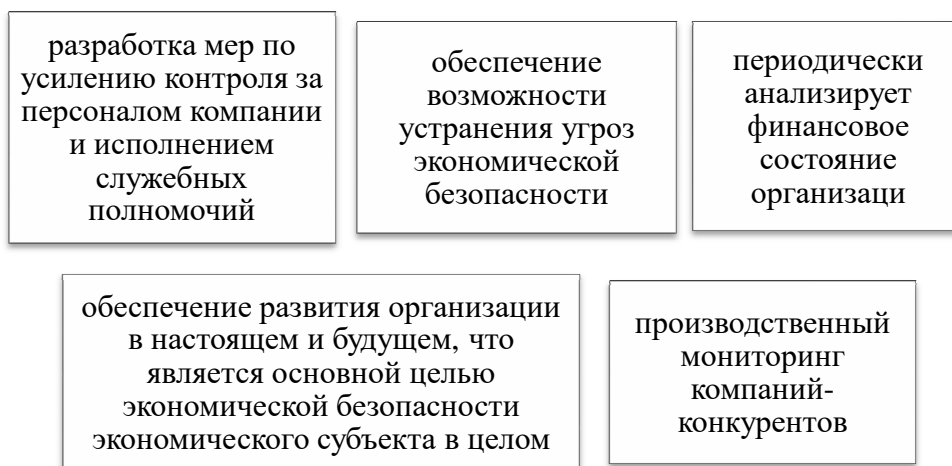 разработка мер по
усилению контроля за
персоналом компании
и исполнением
служебных
полномочий
обеспечение
возможности
устранения угроз
экономической
безопасности
периодически
анализирует
финансовое
состояние
организаци
обеспечение развития организации
в настоящем и будущем, что
является основной целью
экономической безопасности
экономического субъекта в целом
производственный
мониторинг
компаний-
конкурентов